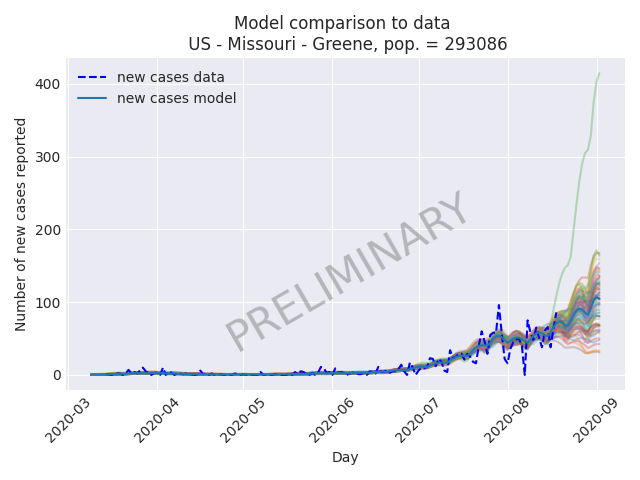 Model comparison to data
US - Missouri - Greene, pop. = 293086
new cases data
new cases model
Number of new cases reported
400
300
200
100
0
PRELIMINARY
2020-03
2020-04
2020-05
2020-06
2020-07
2020-08
2020-09
Day